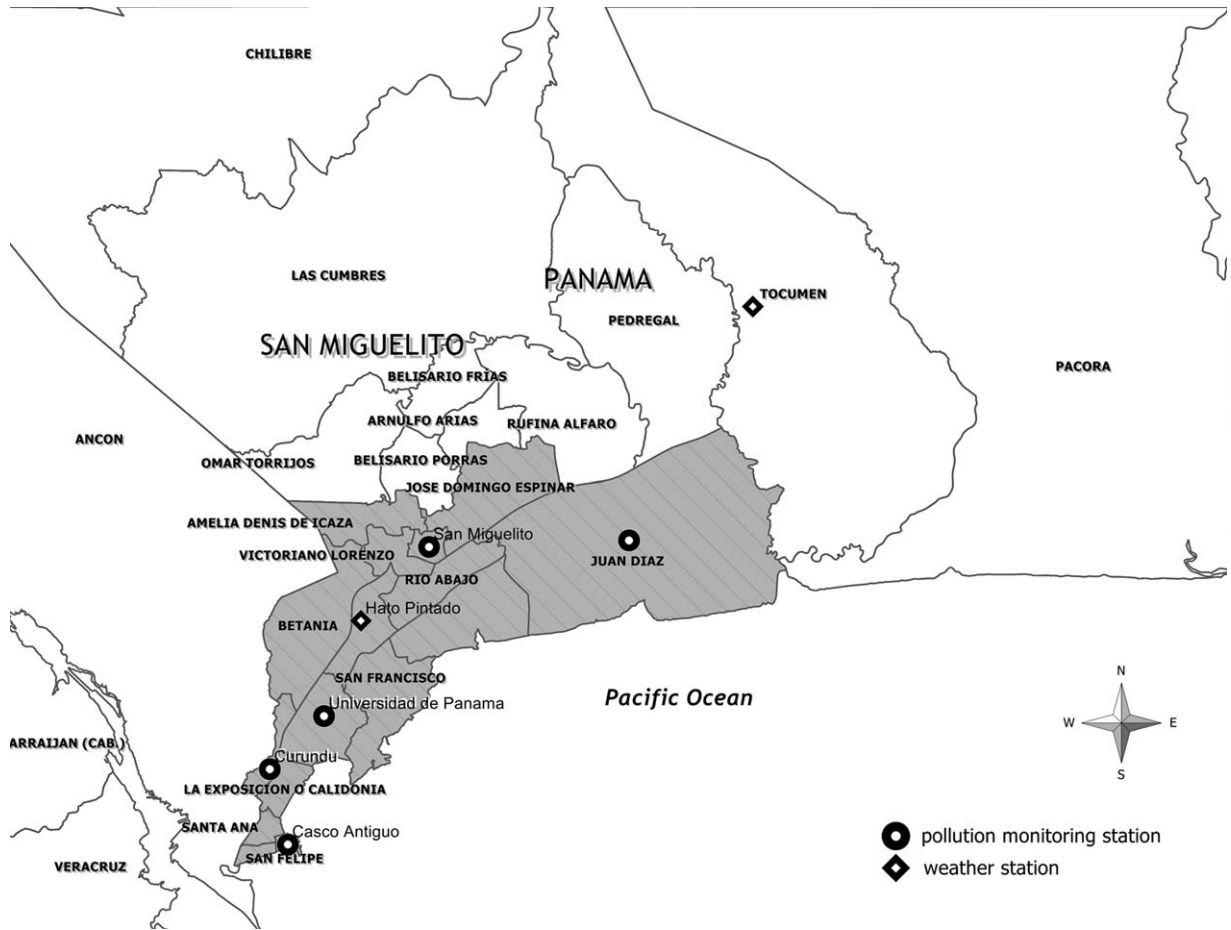 CHILIBRE
LAS CUMBRES
PANAMA
TOCUMEN
PEDREGAL
SAN MIGUELITO
PACORA
BELISARIO FRIAS
ARNULFO ARIAS
RUFINA ALFARO
ANCON
OMAR TORRIJOS
BELISARIO PORRAS
JOSE DOMINGO ESPINAR
AMELIA DENIS DE ICAZA
San Miguelito
VICTORIANO LORENZO
JUAN DIAZ
RIO ABAJO
Hato Pintado
BETANIA
SAN FRANCISCO
Universidad de Panama
Pacific Ocean
N
W
E
S
ARRAIJAN (CAB.)
Curundu
LA EXPOSICION O CALIDONIA
SANTA ANA
Casco Antiguo
SAN FELIPE
VERACRUZ
pollution monitoring station
weather station